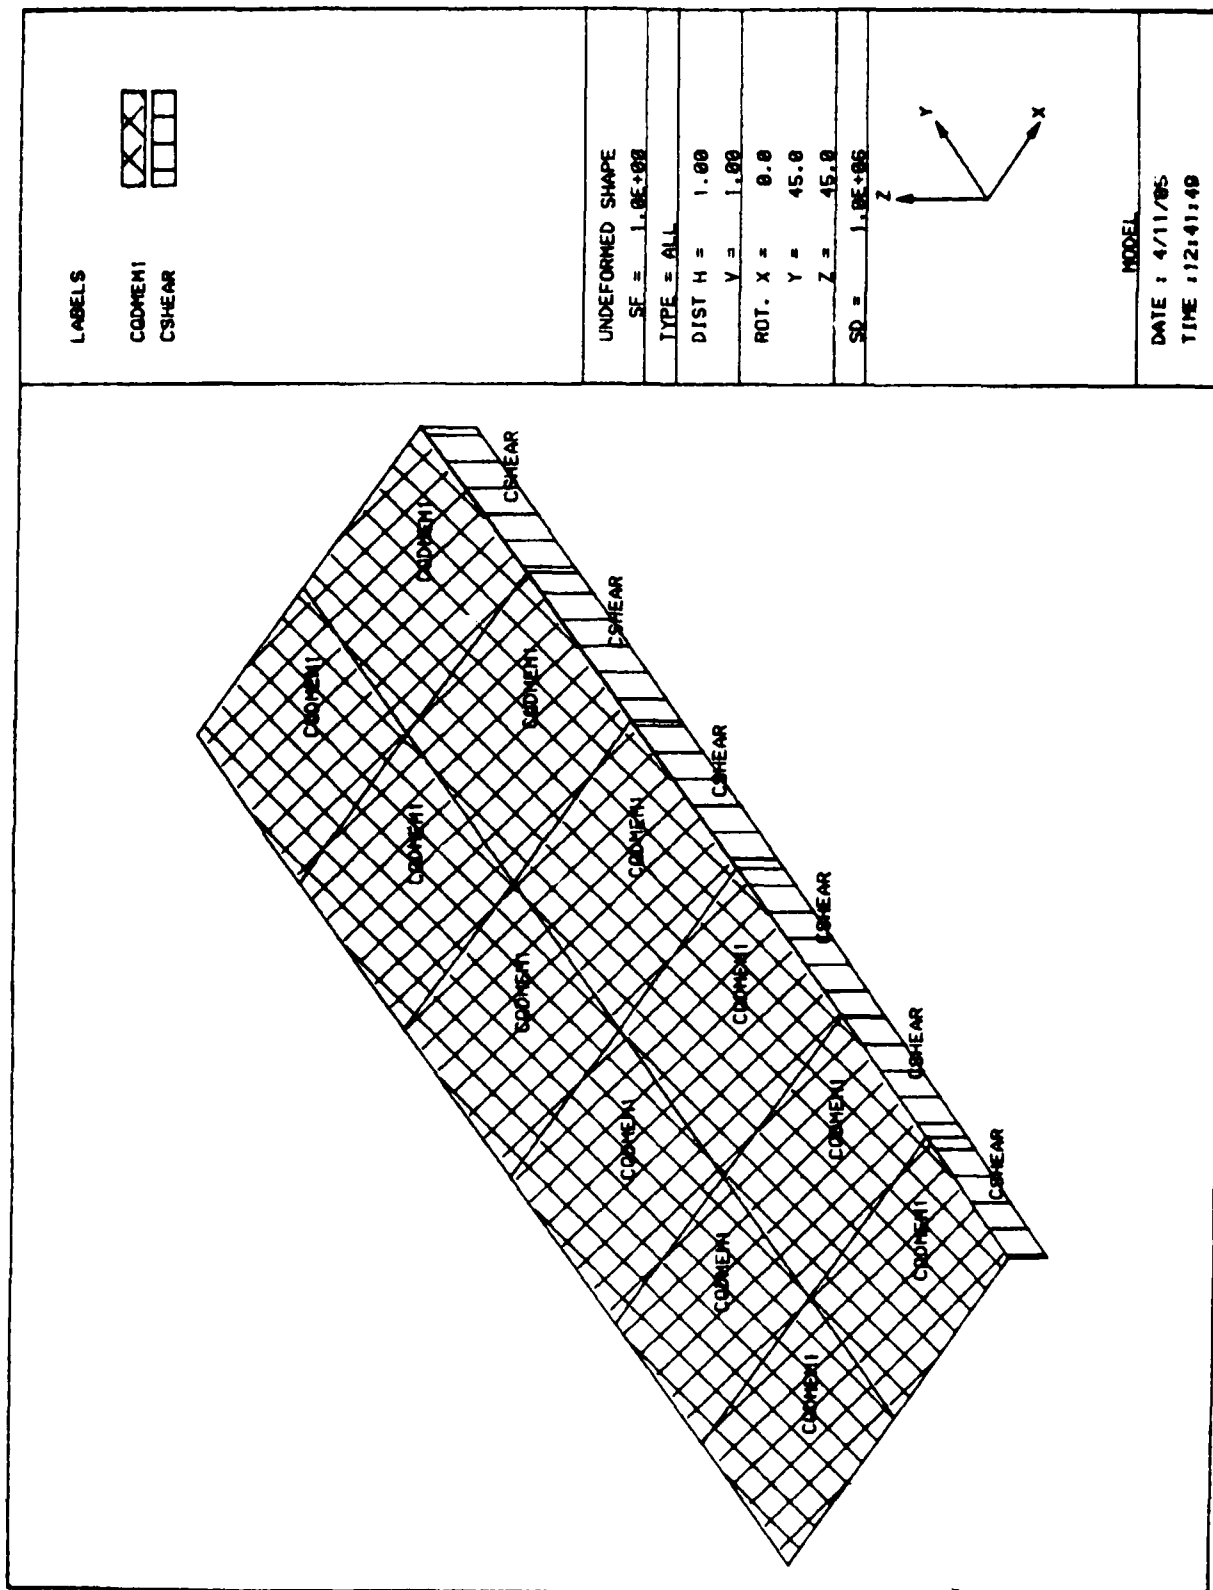 LABELS
CQDMEM1
CSHEAR
UNDEFORMED SHAPE
SF = 1.0E+00
TYPE = ALL
DIST H = 1.00
V = 1.00
ROT. X = 0.0
Y = 45.0
Z = 45.0
SD = 1.0E+06
Z
Y
X
MODEL
DATE : 4/11/85
TIME :12:41:40
CQDMEM1
CQDMEM1
CQDMEM1
CQDMEM1
CQDMEM1
CQDMEM1
CQDMEM1
CQDMEM1
CQDMEM1
CQDMEM1
CQDMEM1
CQDMEM1
CSHEAR
CSHEAR
CSHEAR
CSHEAR
CSHEAR
CSHEAR